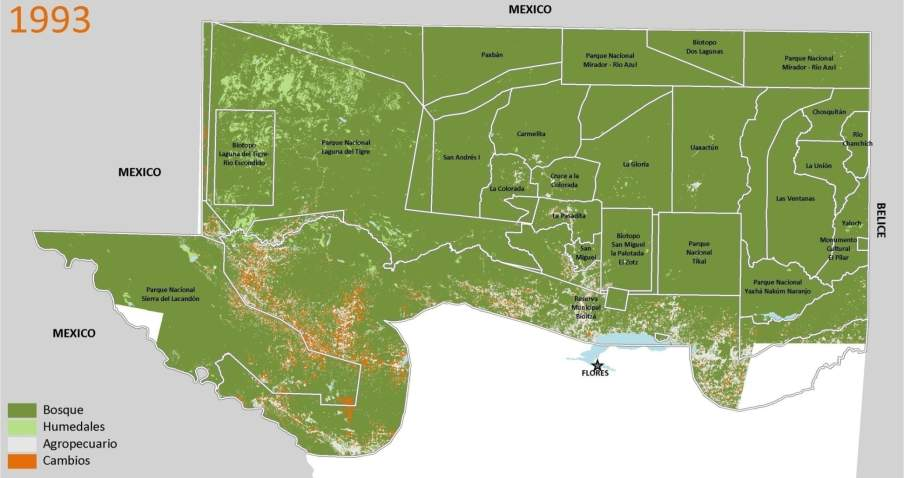 1993
MEXICO
Paxbán
Parque Nacional
Mirador - Río Azul
Biotopo
Dos Lagunas
Parque Nacional
Mirador - Río Azul
Biotopo
Laguna del Tigre-
Río Escondido
Parque Nacional
Laguna del Tigre
San Andrés I
Carmelita
La Colorada
Cruce a la
Colorada
La Gloria
Uaxactún
Chosquitán
Río
Chanchich
La Unión
Las Ventanas
MEXICO
La Pasadita
San
Miguel
Biotopo
San Miguel
la Palotada
El Zotz
Parque
Nacional
Tikal
Yaloch
Monumento
Cultural
El Pilar
BELICE
Parque Nacional
Yaxhá Nakúm Naranjo
Parque Nacional
Sierra del Lacandón
Reserva
Municipal
Bioitzá
MEXICO
FLORES
Bosque
Humedales
Agropecuario
Cambios